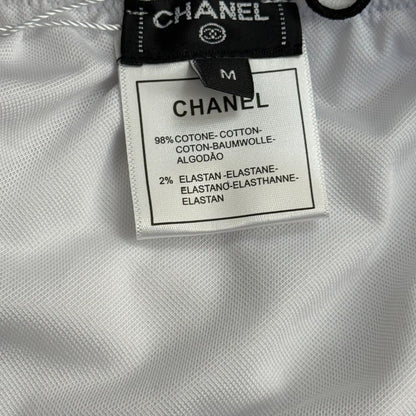 CHANEL
M
CHANEL
98% COTONE- COTTON-
COTON-BAUMWOLLE-
ALGODÃO
2% ELASTAN -ELASTANE-
ELASTANO-ELASTHANNE-
ELASTAN